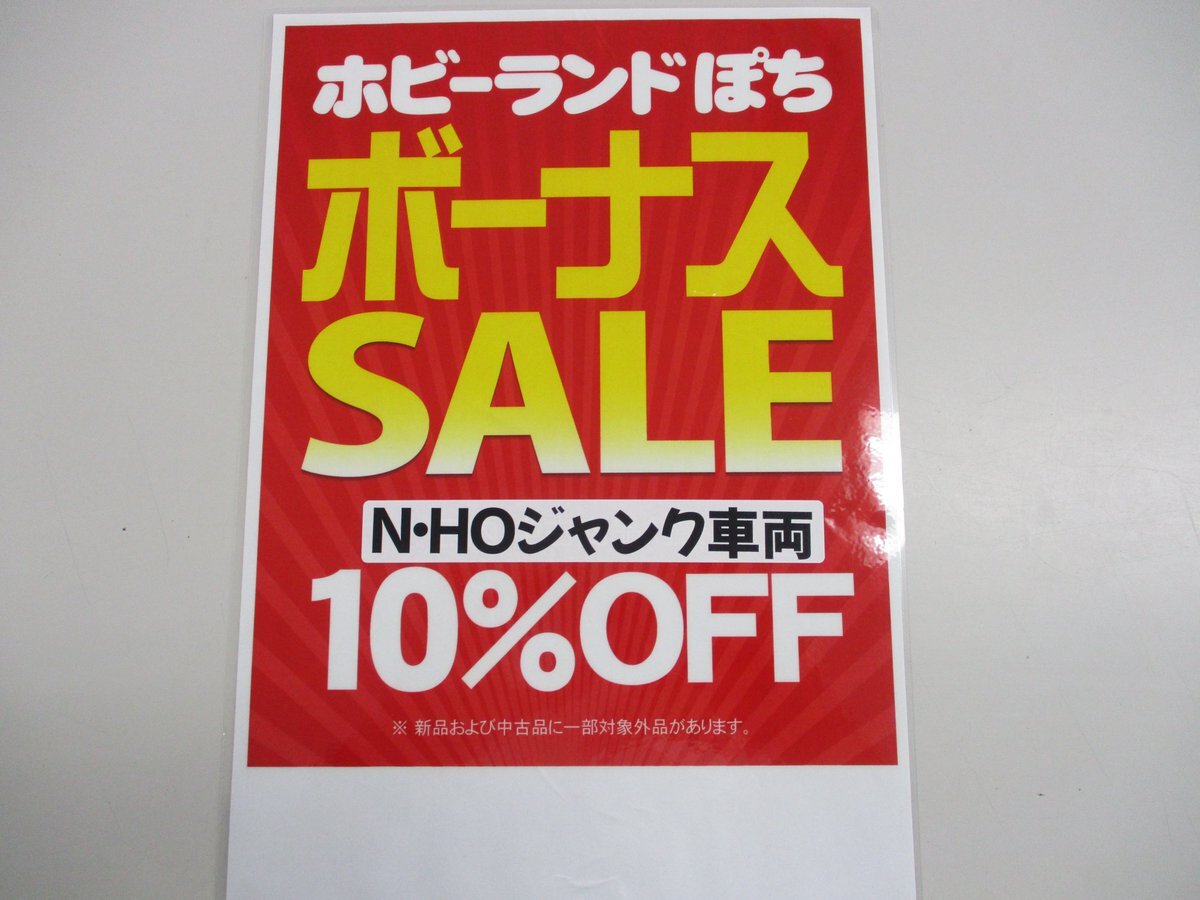 ホビーランドぽち
ボーナス
SALE
N・HOジャンク車両
10%OFF
※ 新品および中古品に一部対象外品があります。